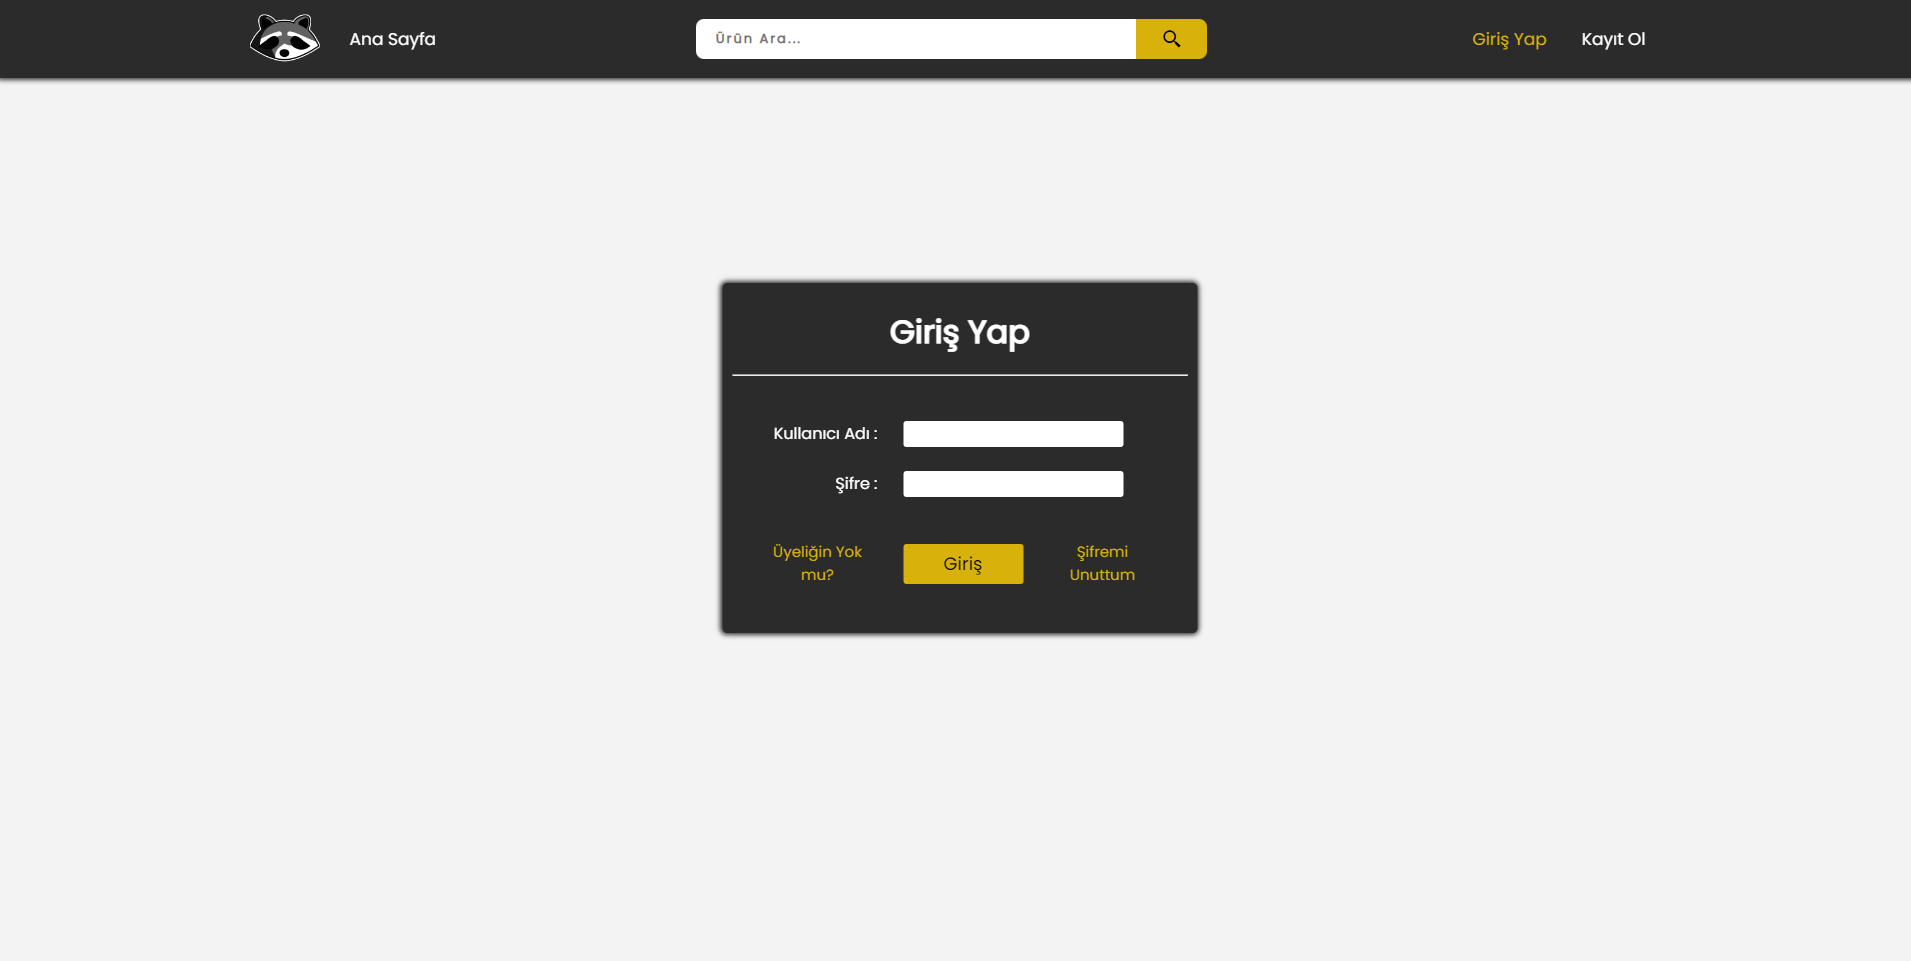 Ana Sayfa
Ürün Ara...
Giriş Yap
Kayıt Ol
Giriş Yap
Kullanıcı Adı :
Şifre :
Üyeliğin Yok
mu?
Giriş
Şifremi
Unuttum